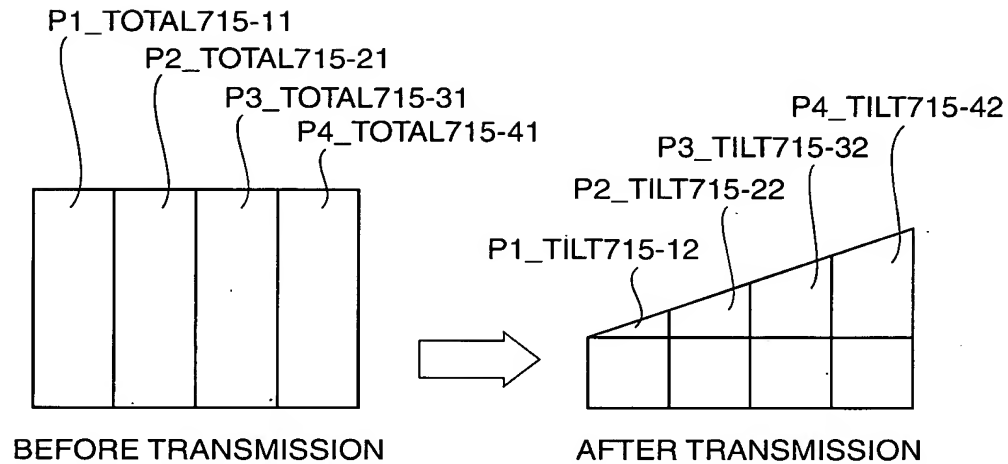 P1_TOTAL715-11
P2_TOTAL715-21
P3_TOTAL715-31
P4_TOTAL715-41
BEFORE TRANSMISSION
P4_TILT715-42
P3_TILT715-32
P2_TILT715-22
P1_TILT715-12
AFTER TRANSMISSION